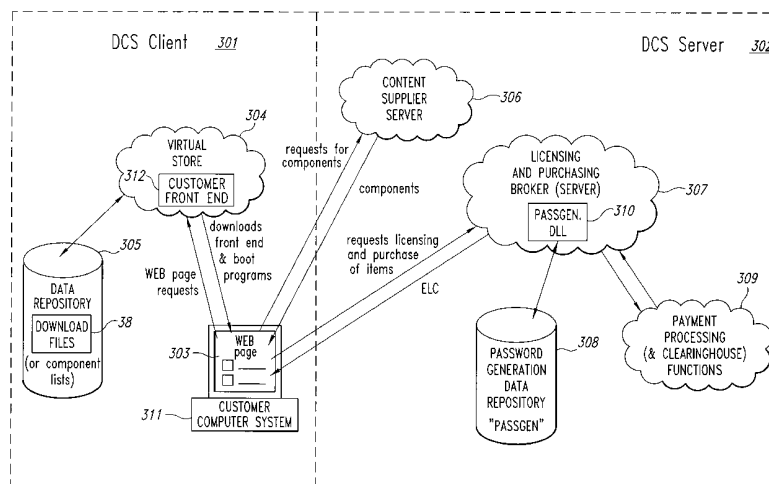 DCS Client 301
DCS Server 302
304
VIRTUAL
STORE
312
CUSTOMER
FRONT END
CONTENT
SUPPLIER
SERVER
306
requests for
components
components
LICENSING
AND PURCHASING
BROKER (SERVER)
307
PASSGEN.
DLL
310
305
DATA
REPOSITORY
DOWNLOAD
FILES
38
(or component
lists)
downloads
front end
& boot
programs
WEB page
requests
requests licensing
and purchase
of items
ELC
303
WEB
page
311
CUSTOMER
COMPUTER SYSTEM
PASSWORD
GENERATION
DATA
REPOSITORY
"PASSGEN"
308
309
PAYMENT
PROCESSING
(& CLEARINGHOUSE)
FUNCTIONS